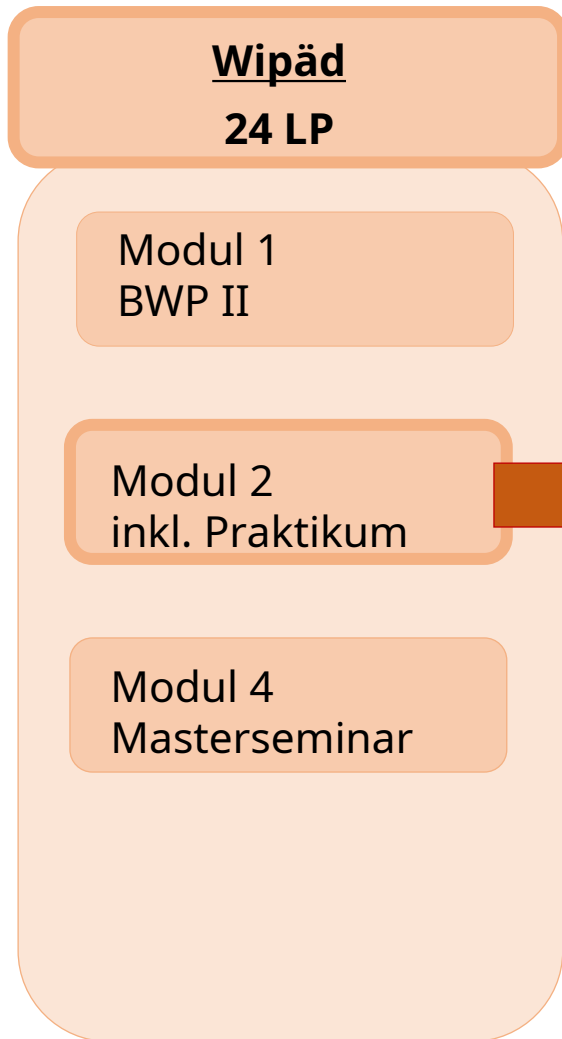 Wipäd
24 LP
Modul 1
BWP II
Modul 2
inkl. Praktikum
Modul 4
Masterseminar